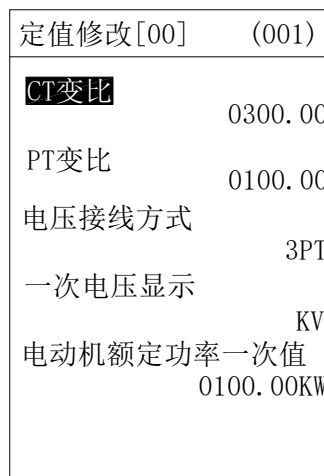 定值修改[00] (001)
CT变比
0300.00
PT变比
0100.00
电压接线方式
3PT
一次电压显示
KV
电动机额定功率一次值
0100.00KW